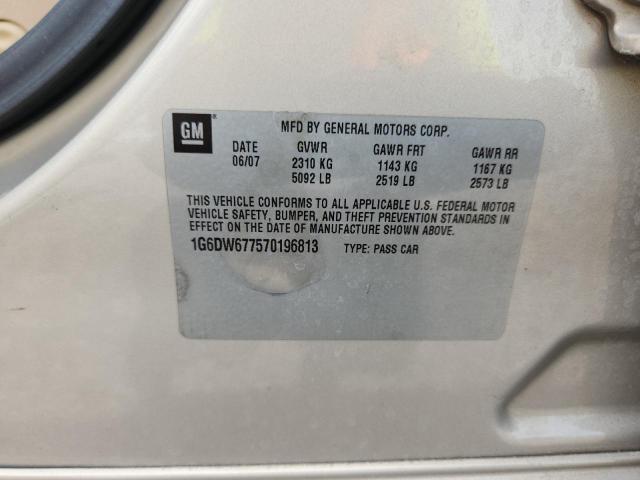 GM
MFD BY GENERAL MOTORS CORP.
DATE GVWR GAWR FRT GAWR RR
06/07 2310 KG 1143 KG 1167 KG
5092 LB 2519 LB 2573 LB
THIS VEHICLE CONFORMS TO ALL APPLICABLE U.S. FEDERAL MOTOR
VEHICLE SAFETY, BUMPER, AND THEFT PREVENTION STANDARDS IN
EFFECT ON THE DATE OF MANUFACTURE SHOWN ABOVE.
1G6DW677570196813 TYPE: PASS CAR